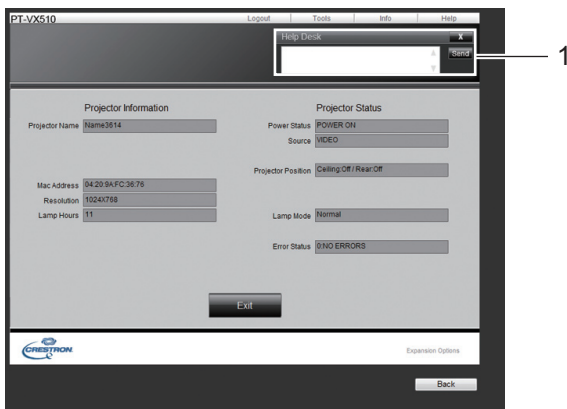 PT-VX510 Logout Tools Info Help
Help Desk X
Send
1
Projector Information Projector Status
Projector Name Name3614 Power Status POWER ON
Source VIDEO
Projector Position Ceiling:Off / Rear:Off
Mac Address 04:20:9A:FC:36:76
Resolution 1024X768
Lamp Hours 11 Lamp Mode Normal
Error Status 0:NO ERRORS
Exit
CRESTRON Expansion Options
Back